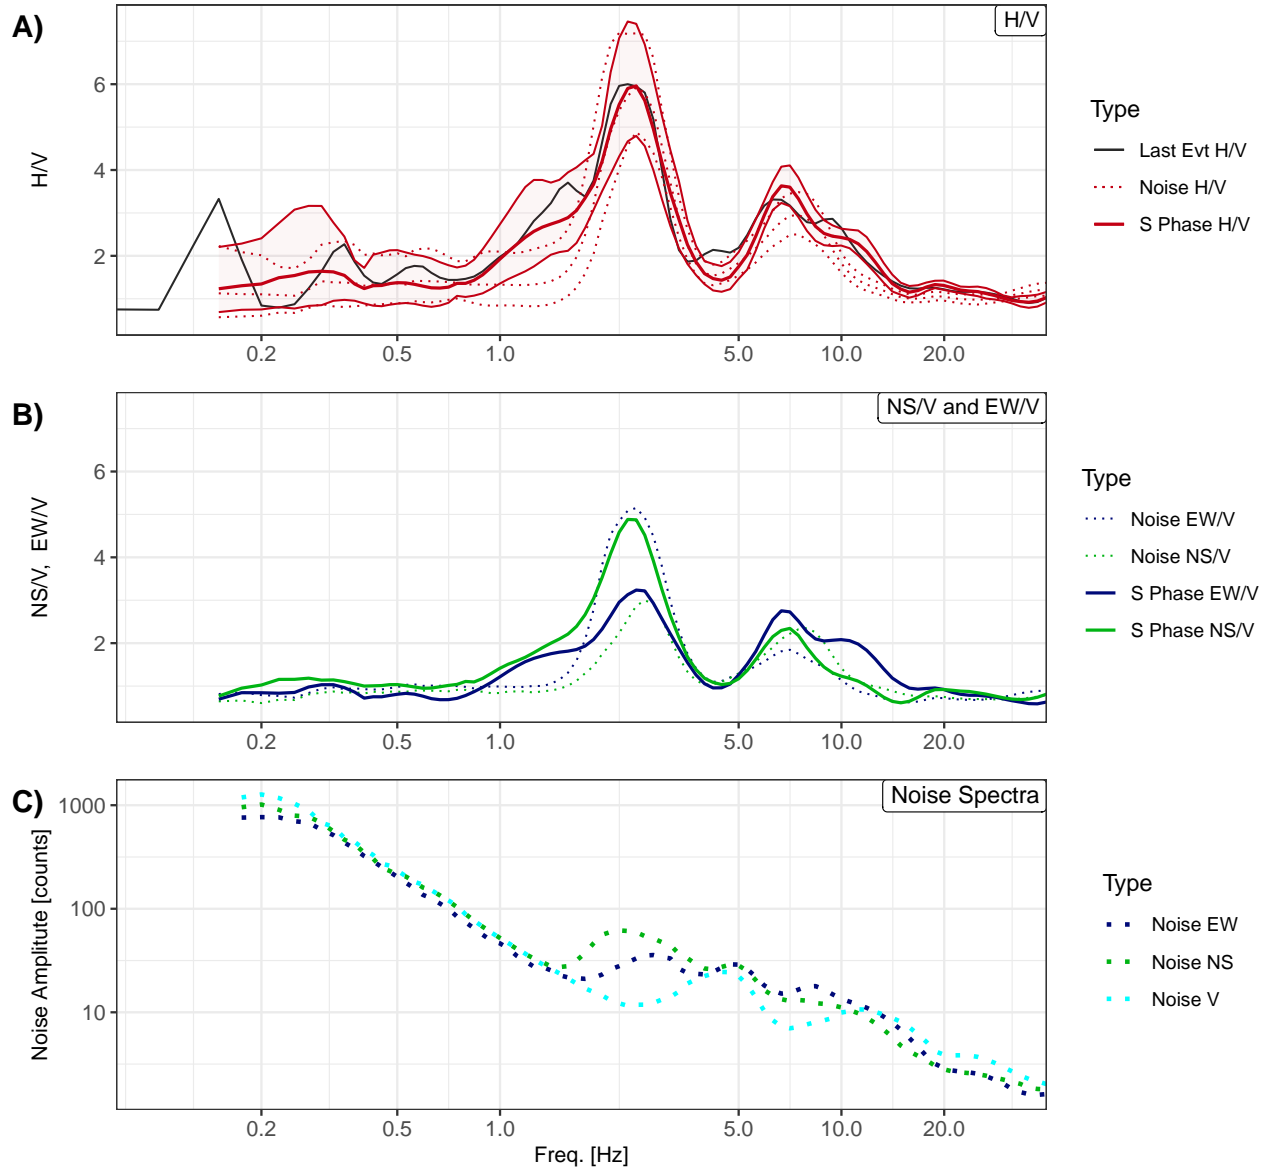 A)
H/V
6
4
2
H/V
0.2 0.5 1.0 5.0 10.0 20.0
Type
Last Evt H/V
Noise H/V
S Phase H/V
B)
NS/V and EW/V
6
4
2
NS/V, EW/V
0.2 0.5 1.0 5.0 10.0 20.0
Type
Noise EW/V
Noise NS/V
S Phase EW/V
S Phase NS/V
C)
Noise Spectra
1000
100
10
Noise Amplitute [counts]
0.2 0.5 1.0 5.0 10.0 20.0
Freq. [Hz]
Type
Noise EW
Noise NS
Noise V